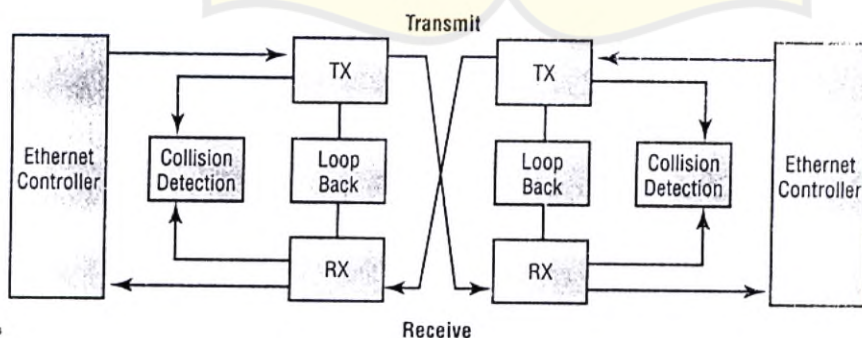 Transmit
Ethernet
Controller
Collision
Detection
TX
Loop
Back
RX
TX
Loop
Back
RX
Collision
Detection
Ethernet
Controller
Receive